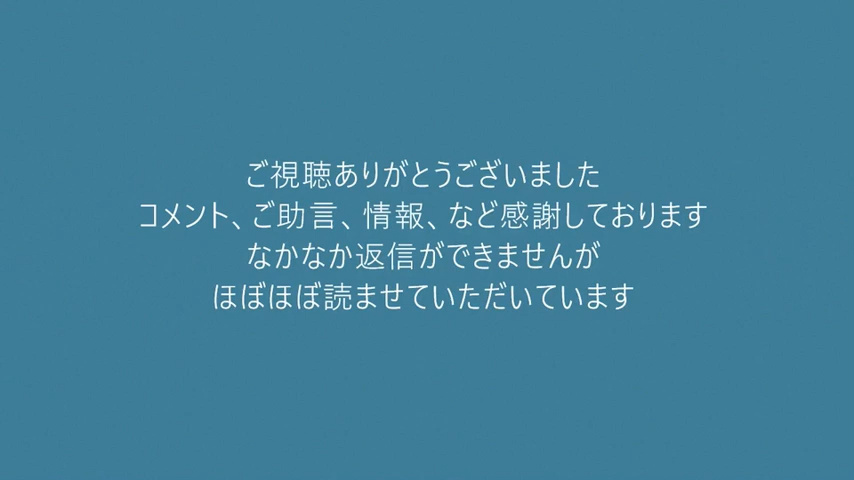 ご視聴ありがとうございました
コメント、ご助言、情報、など感謝しております
なかなか返信ができませんが
ほぼほぼ読ませていただいています